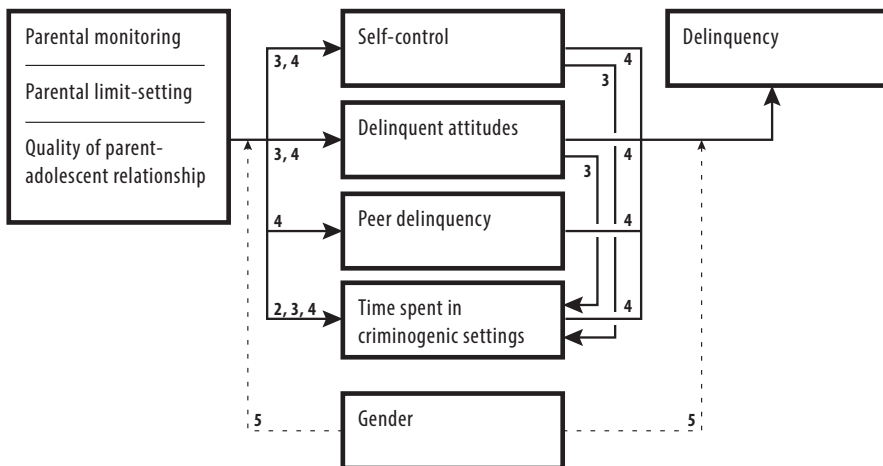 Parental monitoring
Parental limit-setting
Quality of parent-
adolescent relationship
3, 4
3, 4
4
2, 3, 4
5
Self-control
Delinquent attitudes
Peer delinquency
Time spent in
criminogenic settings
Gender
4
3
4
3
4
4
5
Delinquency